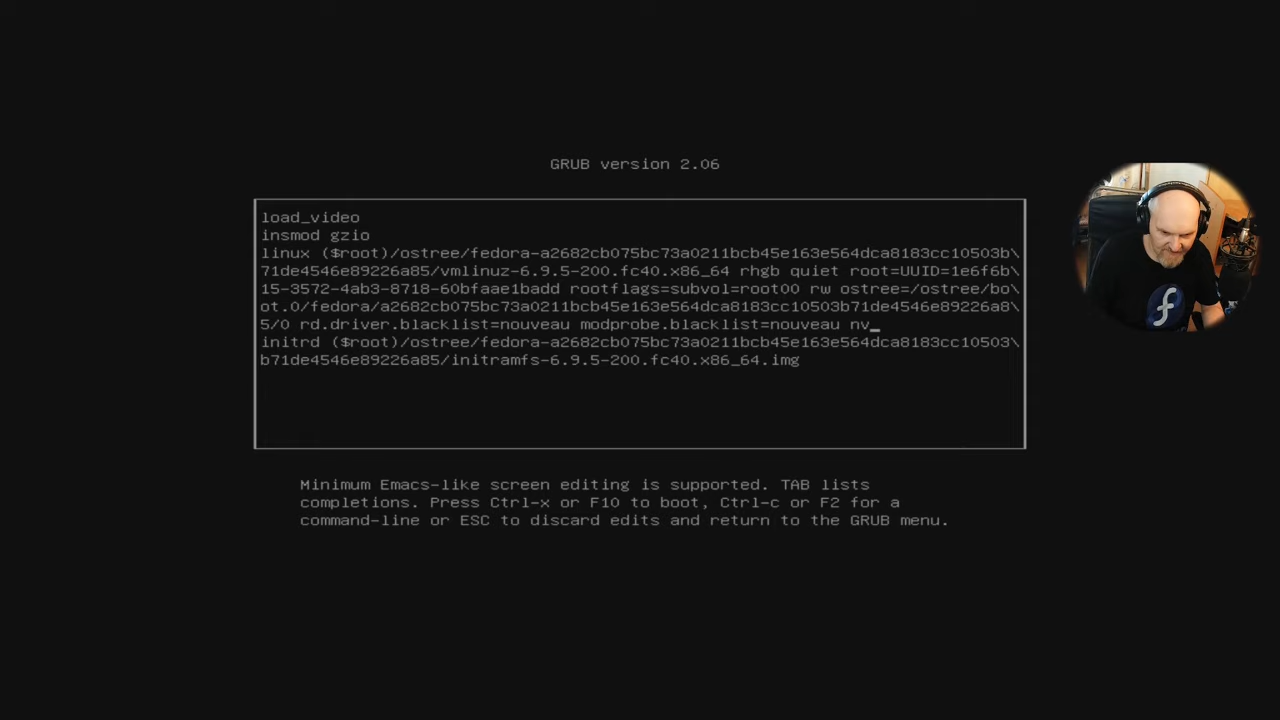 GRUB version 2.06
load_video
insmod gzio
linux ($root)/ostree/fedora-a2682cb075bc73a0211bcb45e163e564dca8183cc10503b\
71de4546e89226a85/vmlinuz-6.9.5-200.fc40.x86_64 rhgb quiet root=UUID=1e6f6b\
15-3572-4ab3-8718-60bfaae1badd rootflags=subvol=root00 rw ostree=/ostree/bo\
ot.0/fedora/a2682cb075bc73a0211bcb45e163e564dca8183cc10503b71de4546e89226a8\
5/0 rd.driver.blacklist=nouveau modprobe.blacklist=nouveau nv_
initrd ($root)/ostree/fedora-a2682cb075bc73a0211bcb45e163e564dca8183cc10503\
b71de4546e89226a85/initramfs-6.9.5-200.fc40.x86_64.img
Minimum Emacs-like screen editing is supported. TAB lists
completions. Press Ctrl-x or F10 to boot, Ctrl-c or F2 for a
command-line or ESC to discard edits and return to the GRUB menu.